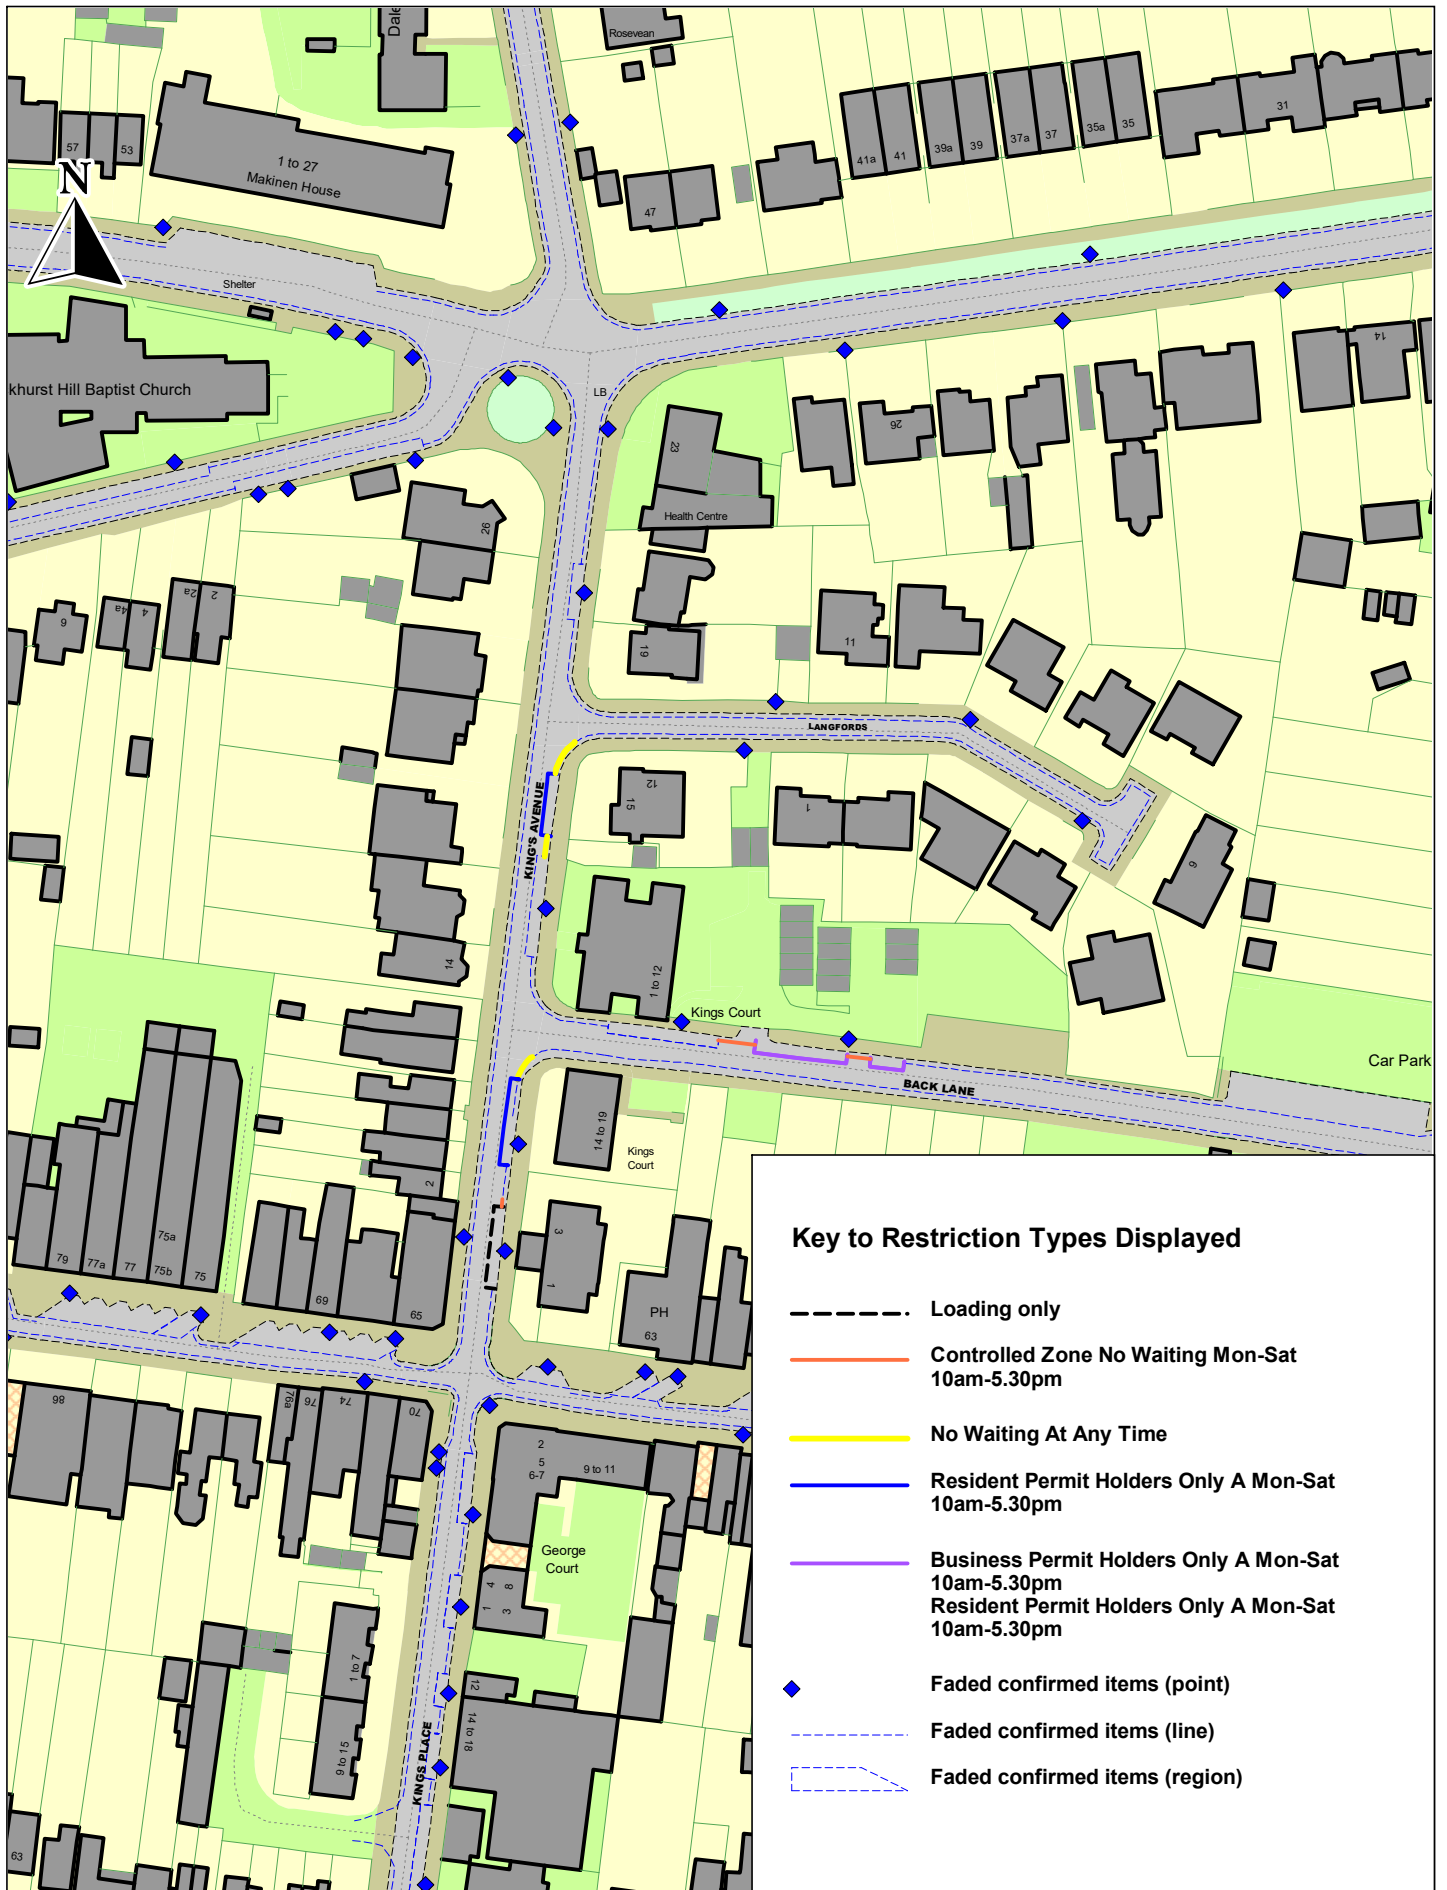 Dale
Rosevean
57
53
1 to 27
Makinen House
N
47
41a
41
39a
39
37a
37
35a
35
31
Shelter
khurst Hill Baptist Church
LB
23
Health Centre
26
26
14
6
4a
4
2a
2
19
11
LANGFORDS
KING'S AVENUE
15
12
1
9
14
1 to 12
Kings Court
Car Park
BACK LANE
14 to 19
Kings
Court
2
3
1
PH
63
79
77a
77
75a
75b
75
69
65
86
76a
76
74
70
2
5
6-7
9 to 11
George
Court
1
4
3
8
12
14 to 18
1 to 7
9 to 15
KINGS PLACE
63
Key to Restriction Types Displayed
Loading only
Controlled Zone No Waiting Mon-Sat
10am-5.30pm
No Waiting At Any Time
Resident Permit Holders Only A Mon-Sat
10am-5.30pm
Business Permit Holders Only A Mon-Sat
10am-5.30pm
Resident Permit Holders Only A Mon-Sat
10am-5.30pm
Faded confirmed items (point)
Faded confirmed items (line)
Faded confirmed items (region)